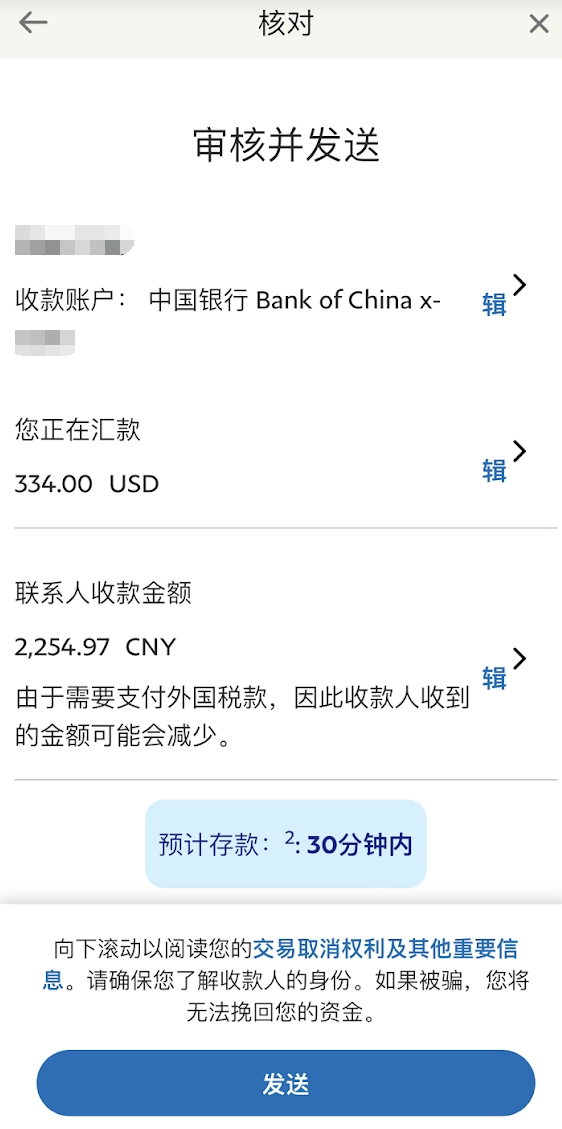 核对
审核并发送
收款账户： 中国银行 Bank of China x-
辑
您正在汇款
334.00 USD
辑
联系人收款金额
2,254.97 CNY
辑
由于需要支付外国税款，因此收款人收到
的金额可能会减少。
预计存款：²: 30分钟内
向下滚动以阅读您的交易取消权利及其他重要信
息。请确保您了解收款人的身份。如果被骗，您将
无法挽回您的资金。
发送